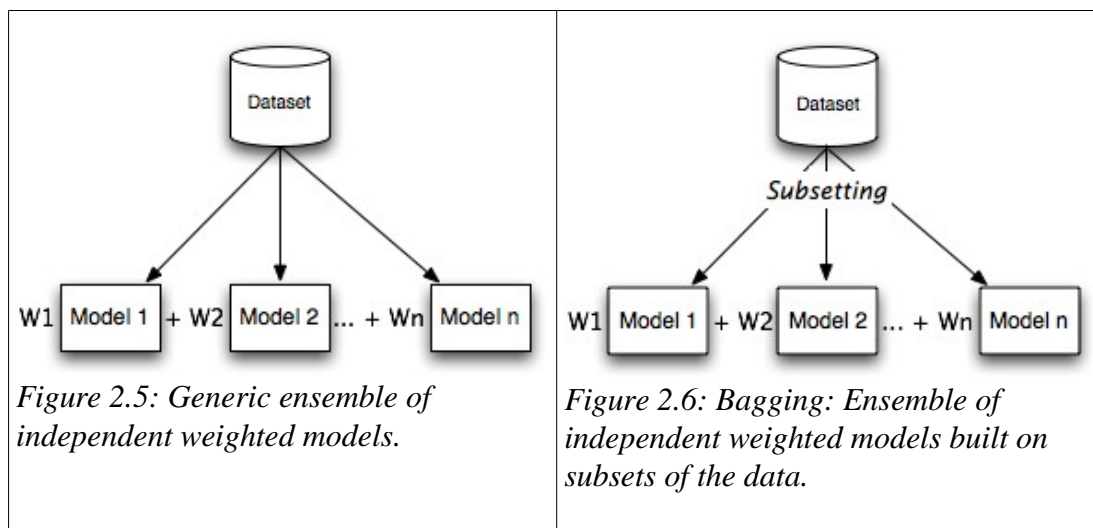 Dataset
W1 Model 1 + W2 Model 2 ... + Wn Model n
Figure 2.5: Generic ensemble of
independent weighted models.
Dataset
Subsetting
W1 Model 1 + W2 Model 2 ... + Wn Model n
Figure 2.6: Bagging: Ensemble of
independent weighted models built on
subsets of the data.